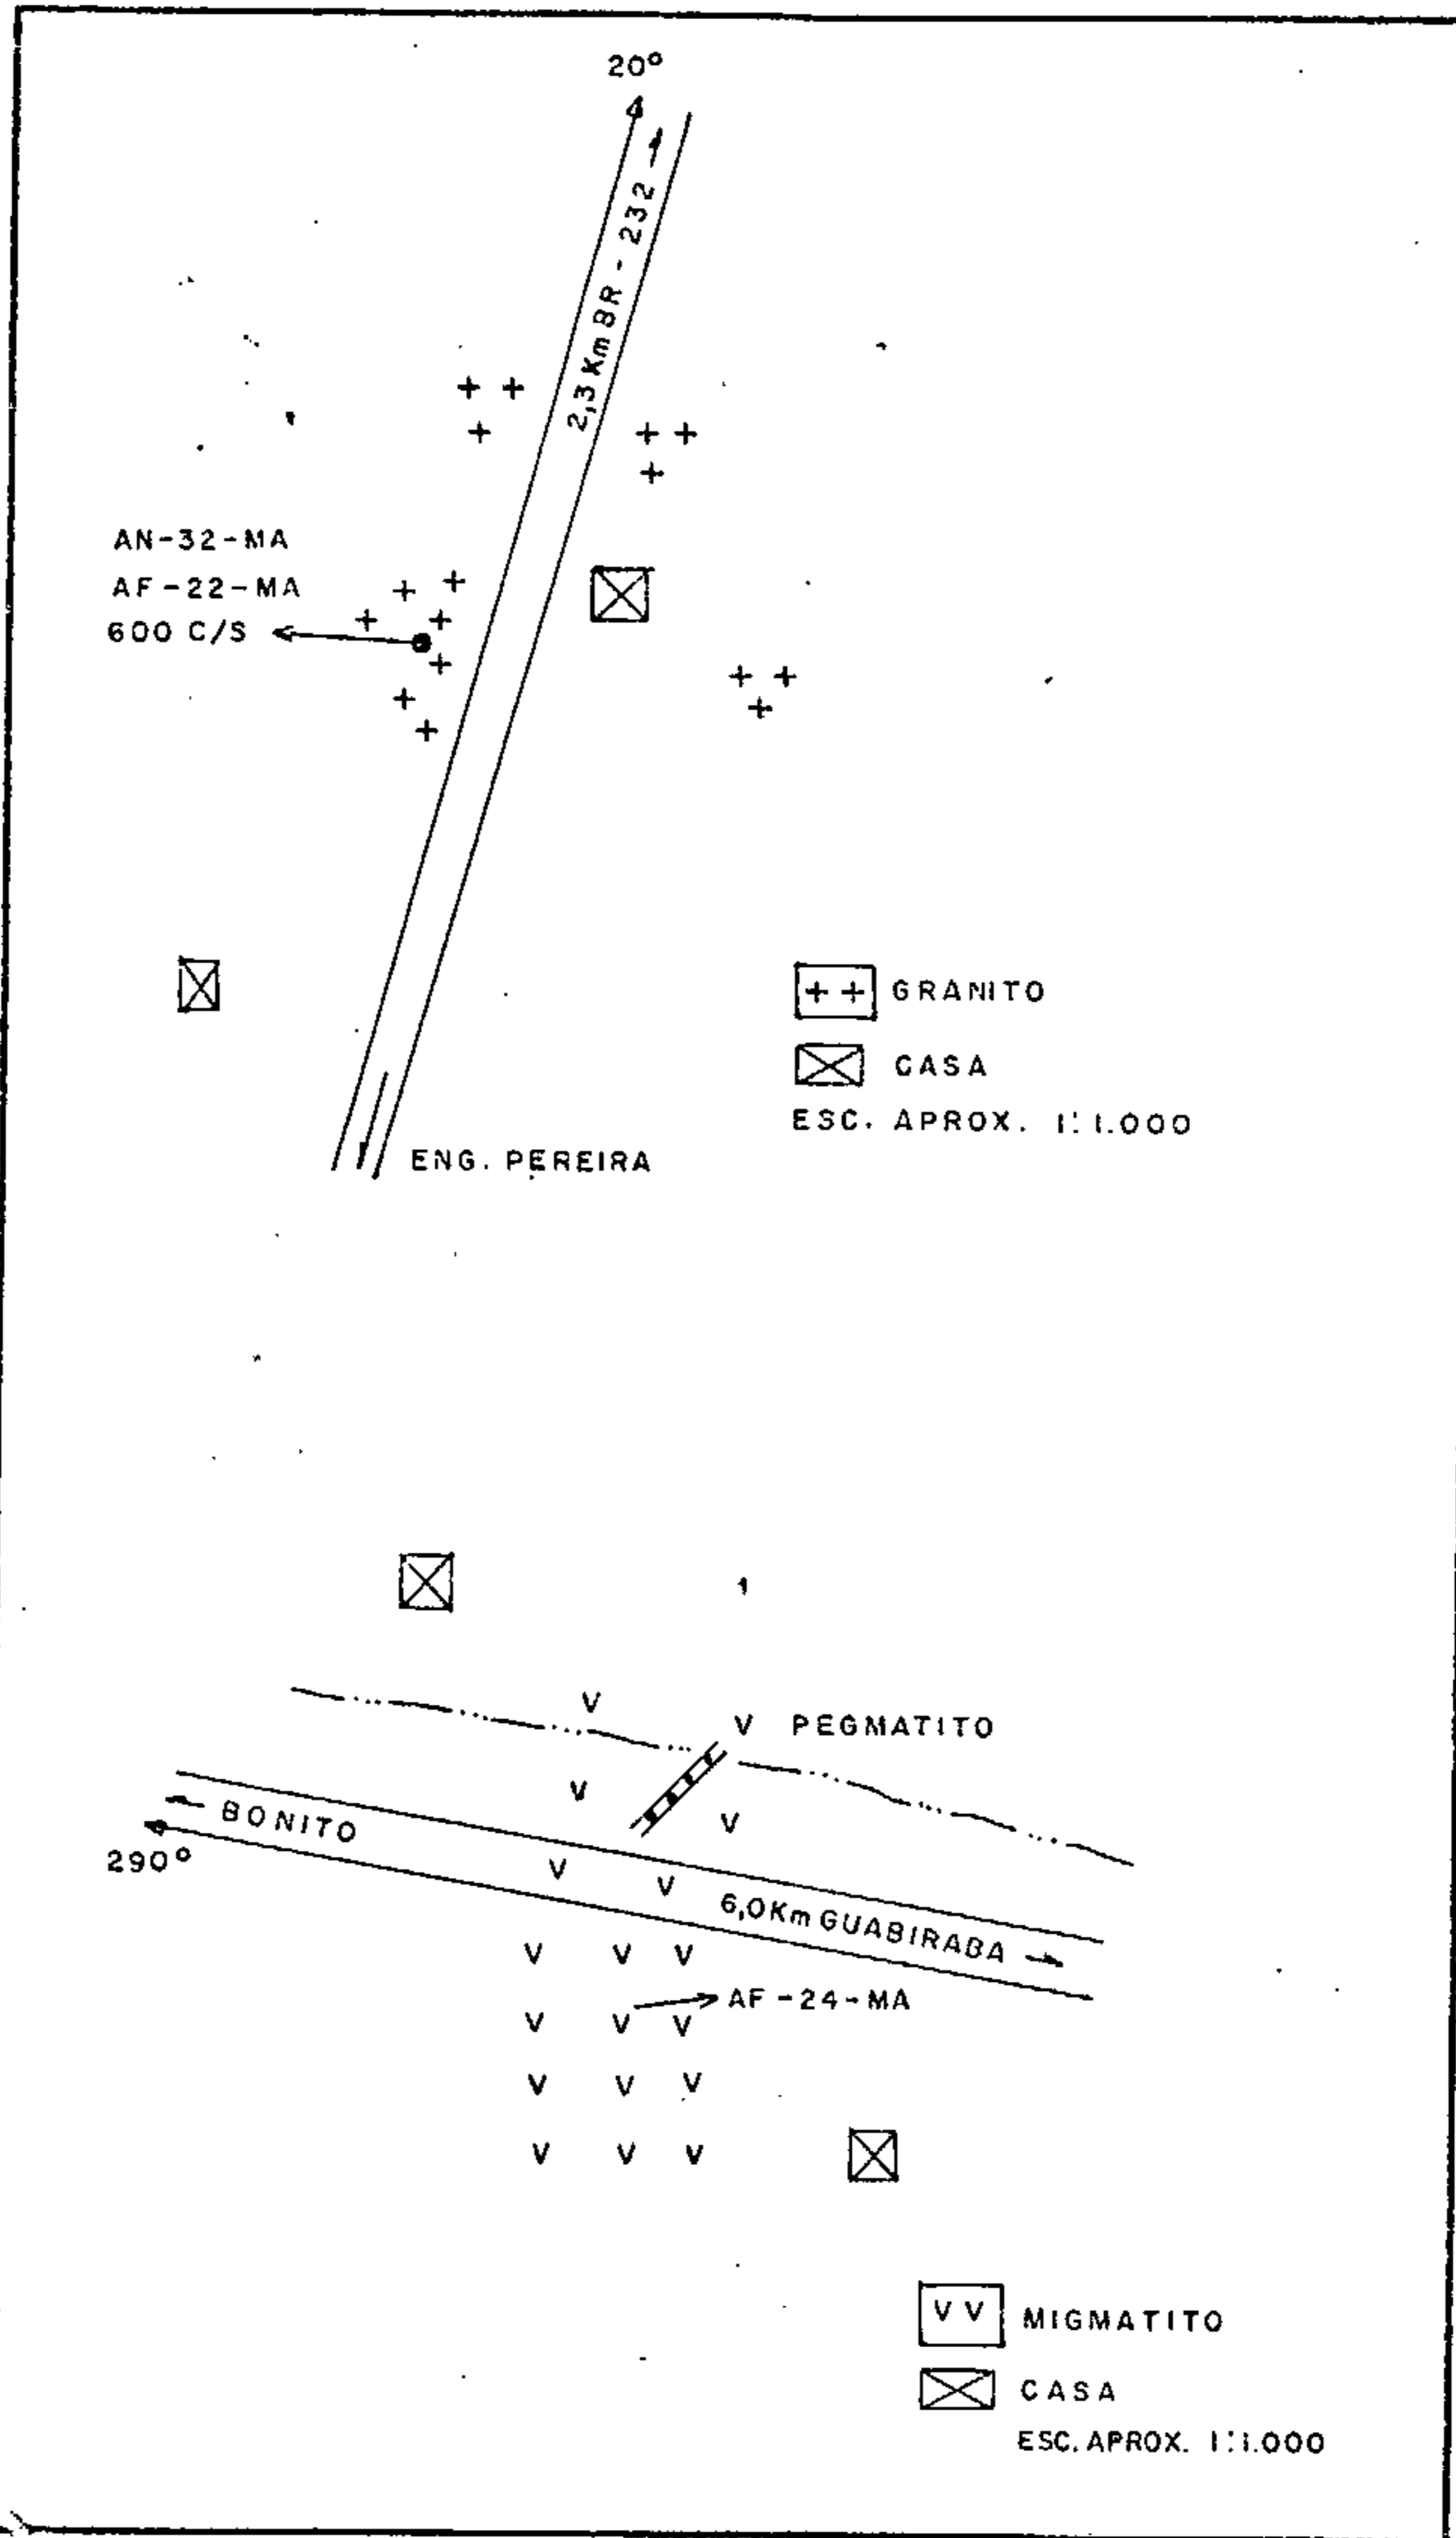 20°
2,3 Km BR - 232
AN-32-MA
AF-22-MA
600 C/S
GRANITO
CASA
ESC. APROX. 1:1.000
ENG. PEREIRA
PEGMATITO
BONITO
290°
6,0Km GUABIRABA
AF-24-MA
MIGMATITO
CASA
ESC. APROX. 1:1.000